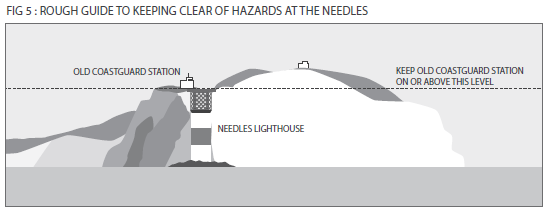 FIG 5 : ROUGH GUIDE TO KEEPING CLEAR OF HAZARDS AT THE NEEDLES
OLD COASTGUARD STATION
KEEP OLD COASTGUARD STATION
ON OR ABOVE THIS LEVEL
NEEDLES LIGHTHOUSE